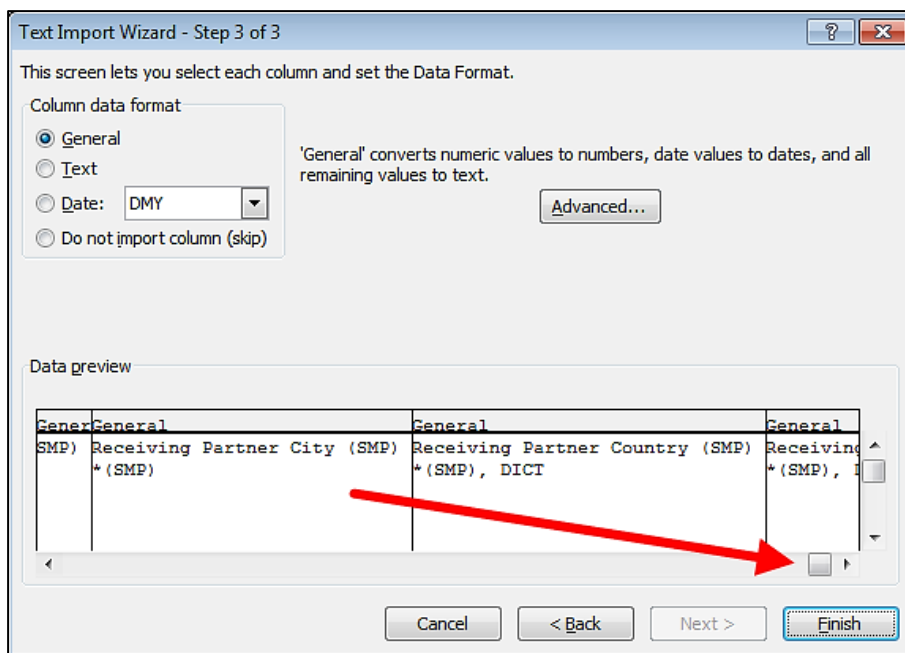 Text Import Wizard - Step 3 of 3
This screen lets you select each column and set the Data Format.
Column data format
General
Text
Date: DMY
Do not import column (skip)
'General' converts numeric values to numbers, date values to dates, and all
remaining values to text.
Advanced...
Data preview
Gener General General General
SMP) Receiving Partner City (SMP) Receiving Partner Country (SMP) Receiving
*(SMP) *(SMP), DICT *(SMP),
Cancel < Back Next > Finish